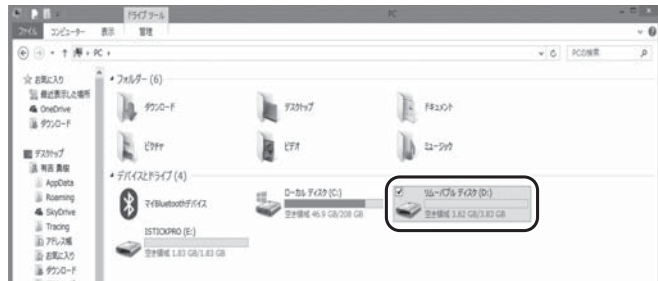 ドライブ ツール
PC
ファイル コンピューター 表示 管理
PC
PCの検索
お気に入り
最近表示した場所
OneDrive
ダウンロード
デスクトップ
AppData
Roaming
SkyDrive
Tracing
アドレス帳
お気に入り
ダウンロード
フォルダー (6)
ダウンロード
デスクトップ
ドキュメント
ピクチャ
ビデオ
ミュージック
デバイスとドライブ (4)
マイBluetoothデバイス
ローカル ディスク (C:)
空き領域 46.9 GB/208 GB
リムーバブル ディスク (D:)
空き領域 3.82 GB/3.83 GB
ISTICKPRO (E:)
空き領域 1.83 GB/1.83 GB